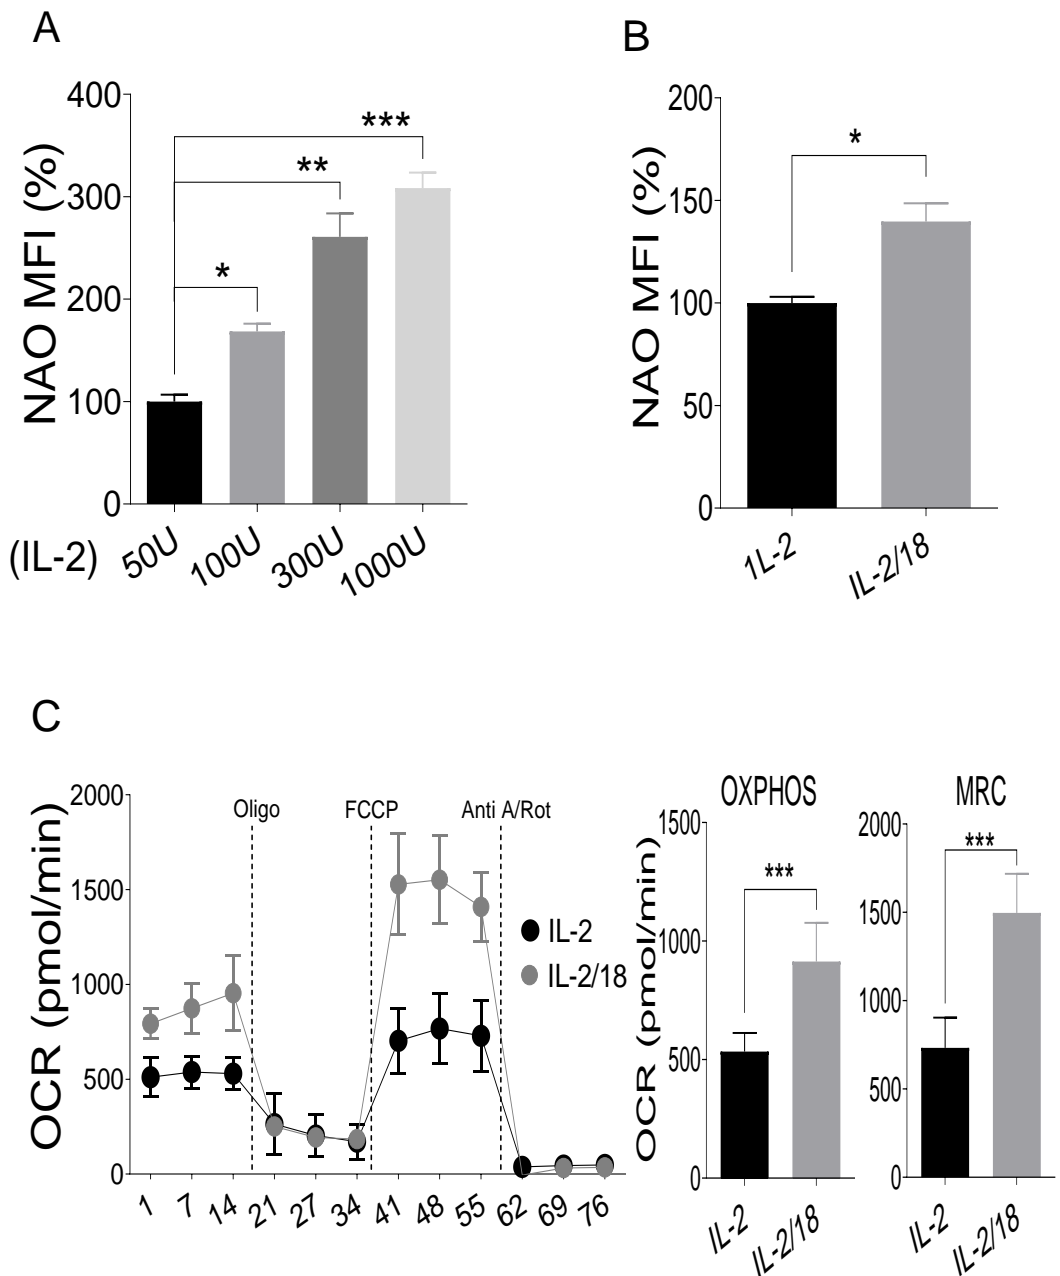 A
NAO MFI (%)
400
300
200
100
0
***
**
*
(IL-2)
50U
100U
300U
1000U
B
NAO MFI (%)
200
150
100
50
0
*
1L-2
IL-2/18
C
OCR (pmol/min)
2000
1500
1000
500
0
Oligo
FCCP
Anti A/Rot
IL-2
IL-2/18
1
7
14
21
27
34
41
48
55
62
69
76
OXPHOS
OCR (pmol/min)
1500
1000
500
0
***
IL-2
IL-2/18
MRC
2000
1500
1000
500
0
***
IL-2
IL-2/18